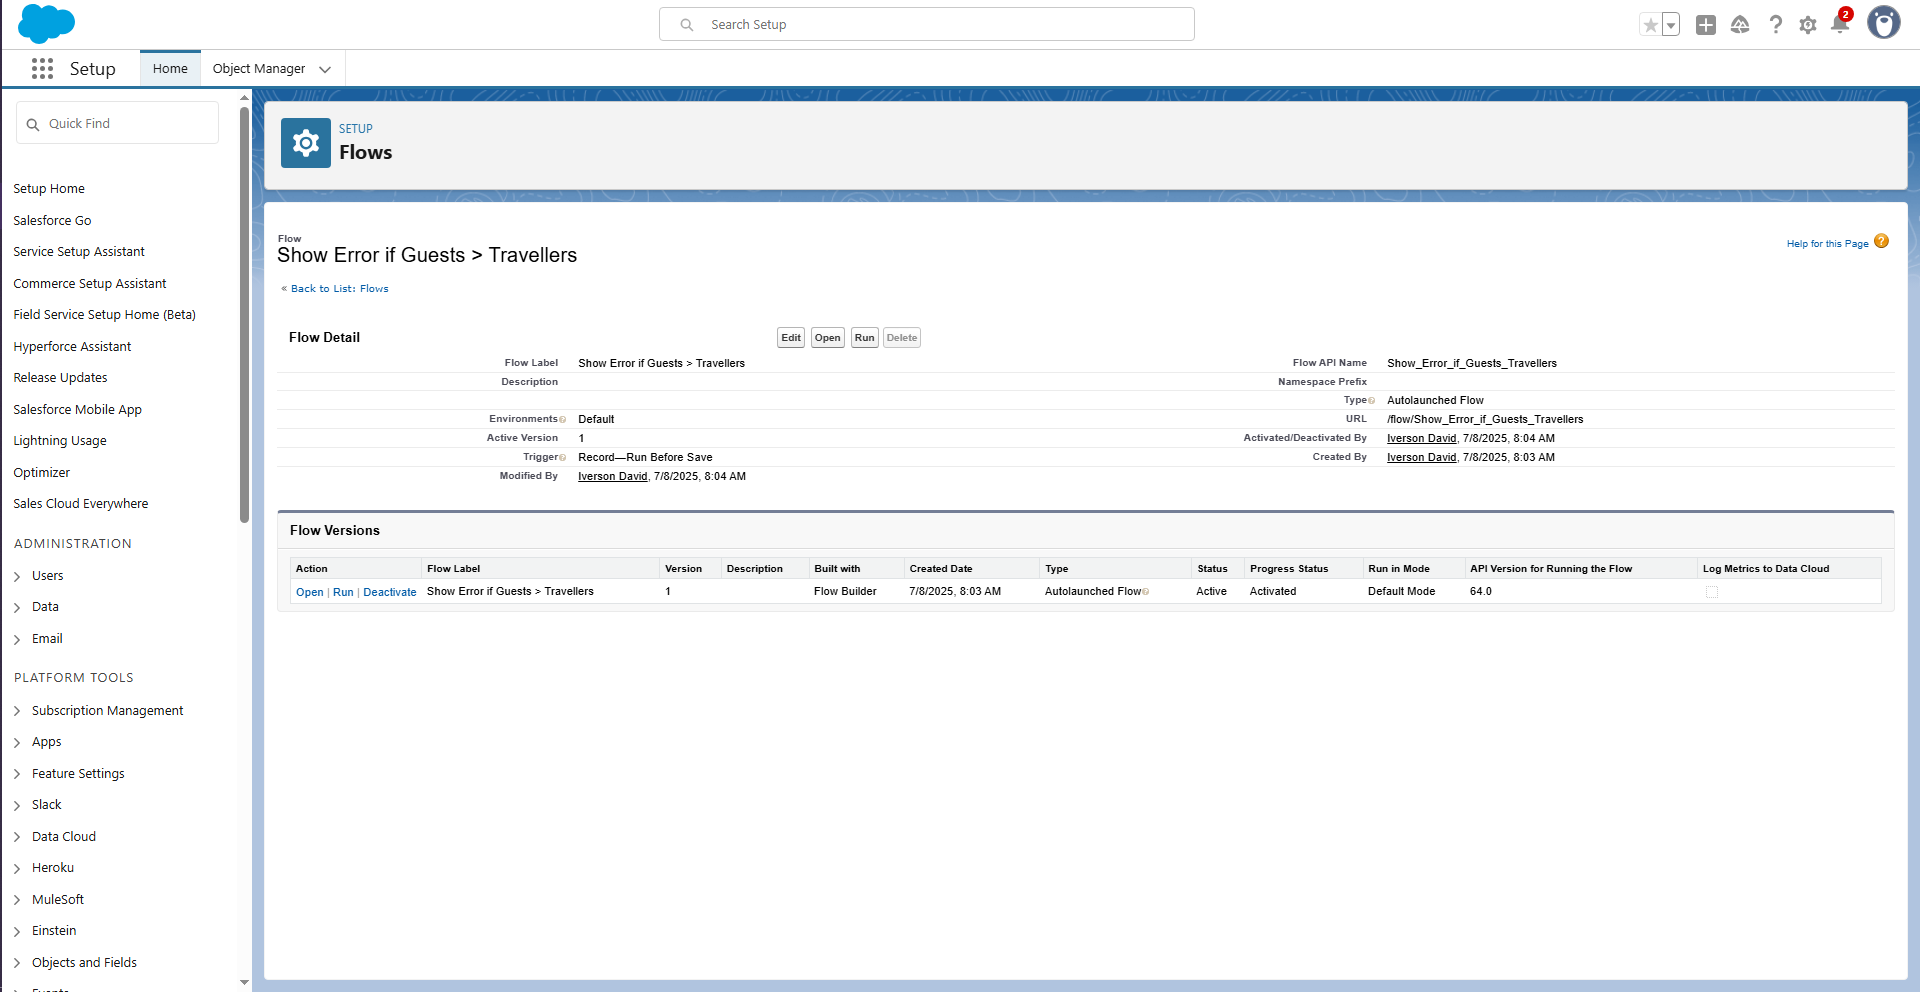 Search Setup
2
Setup
Home
Object Manager
Quick Find
Setup Home
Salesforce Go
Service Setup Assistant
Commerce Setup Assistant
Field Service Setup Home (Beta)
Hyperforce Assistant
Release Updates
Salesforce Mobile App
Lightning Usage
Optimizer
Sales Cloud Everywhere
ADMINISTRATION
Users
Data
Email
PLATFORM TOOLS
Subscription Management
Apps
Feature Settings
Slack
Data Cloud
Heroku
MuleSoft
Einstein
Objects and Fields
Events
SETUP
Flows
Flow
Show Error if Guests > Travellers
Help for this Page ?
« Back to List: Flows
Flow Detail
Edit Open Run Delete
Flow Label Show Error if Guests > Travellers Flow API Name Show_Error_if_Guests_Travellers
Description Namespace Prefix
Type Autolaunched Flow
Environments Default URL /flow/Show_Error_if_Guests_Travellers
Active Version 1 Activated/Deactivated By Iverson David, 7/8/2025, 8:04 AM
Trigger Record—Run Before Save Created By Iverson David, 7/8/2025, 8:03 AM
Modified By Iverson David, 7/8/2025, 8:04 AM
Flow Versions
Action Flow Label Version Description Built with Created Date Type Status Progress Status Run in Mode API Version for Running the Flow Log Metrics to Data Cloud
Open | Run | Deactivate Show Error if Guests > Travellers 1 Flow Builder 7/8/2025, 8:03 AM Autolaunched Flow Active Activated Default Mode 64.0